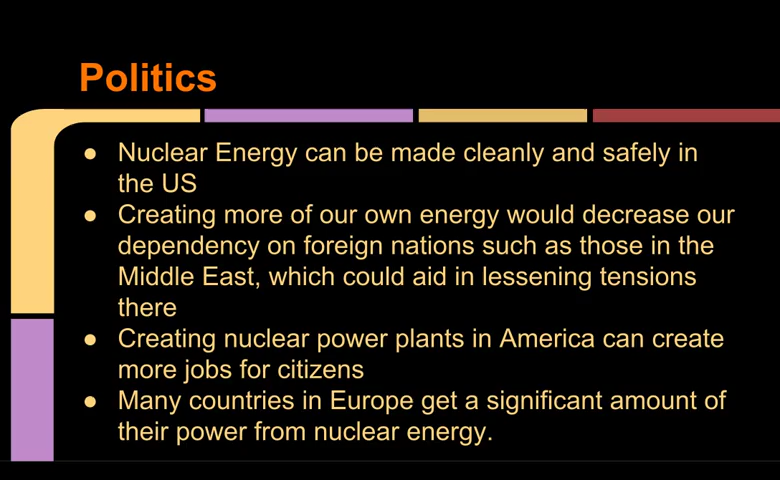 Politics
● Nuclear Energy can be made cleanly and safely in
the US
● Creating more of our own energy would decrease our
dependency on foreign nations such as those in the
Middle East, which could aid in lessening tensions
there
● Creating nuclear power plants in America can create
more jobs for citizens
● Many countries in Europe get a significant amount of
their power from nuclear energy.